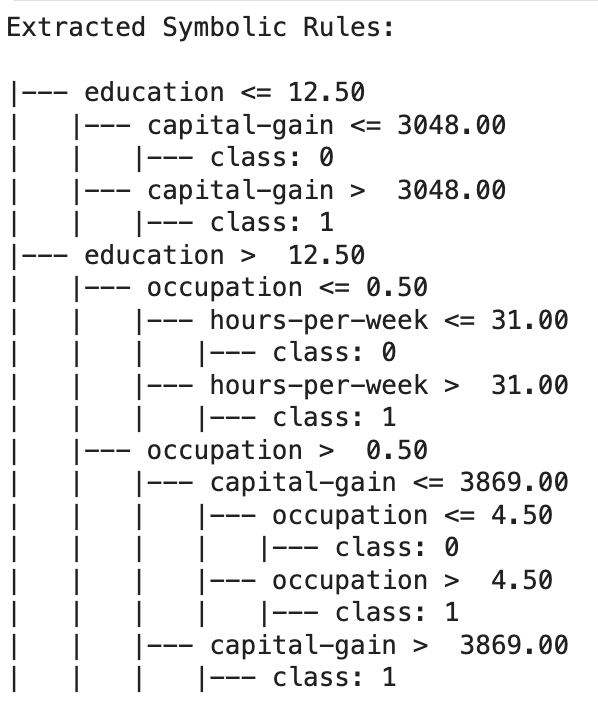 Extracted Symbolic Rules:

|--- education <= 12.50
|   |--- capital-gain <= 3048.00
|   |   |--- class: 0
|   |--- capital-gain >  3048.00
|   |   |--- class: 1
|--- education >  12.50
|   |--- occupation <= 0.50
|   |   |--- hours-per-week <= 31.00
|   |   |   |--- class: 0
|   |   |--- hours-per-week >  31.00
|   |   |   |--- class: 1
|   |--- occupation >  0.50
|   |   |--- capital-gain <= 3869.00
|   |   |   |--- occupation <= 4.50
|   |   |   |   |--- class: 0
|   |   |   |--- occupation >  4.50
|   |   |   |   |--- class: 1
|   |   |--- capital-gain >  3869.00
|   |   |   |--- class: 1